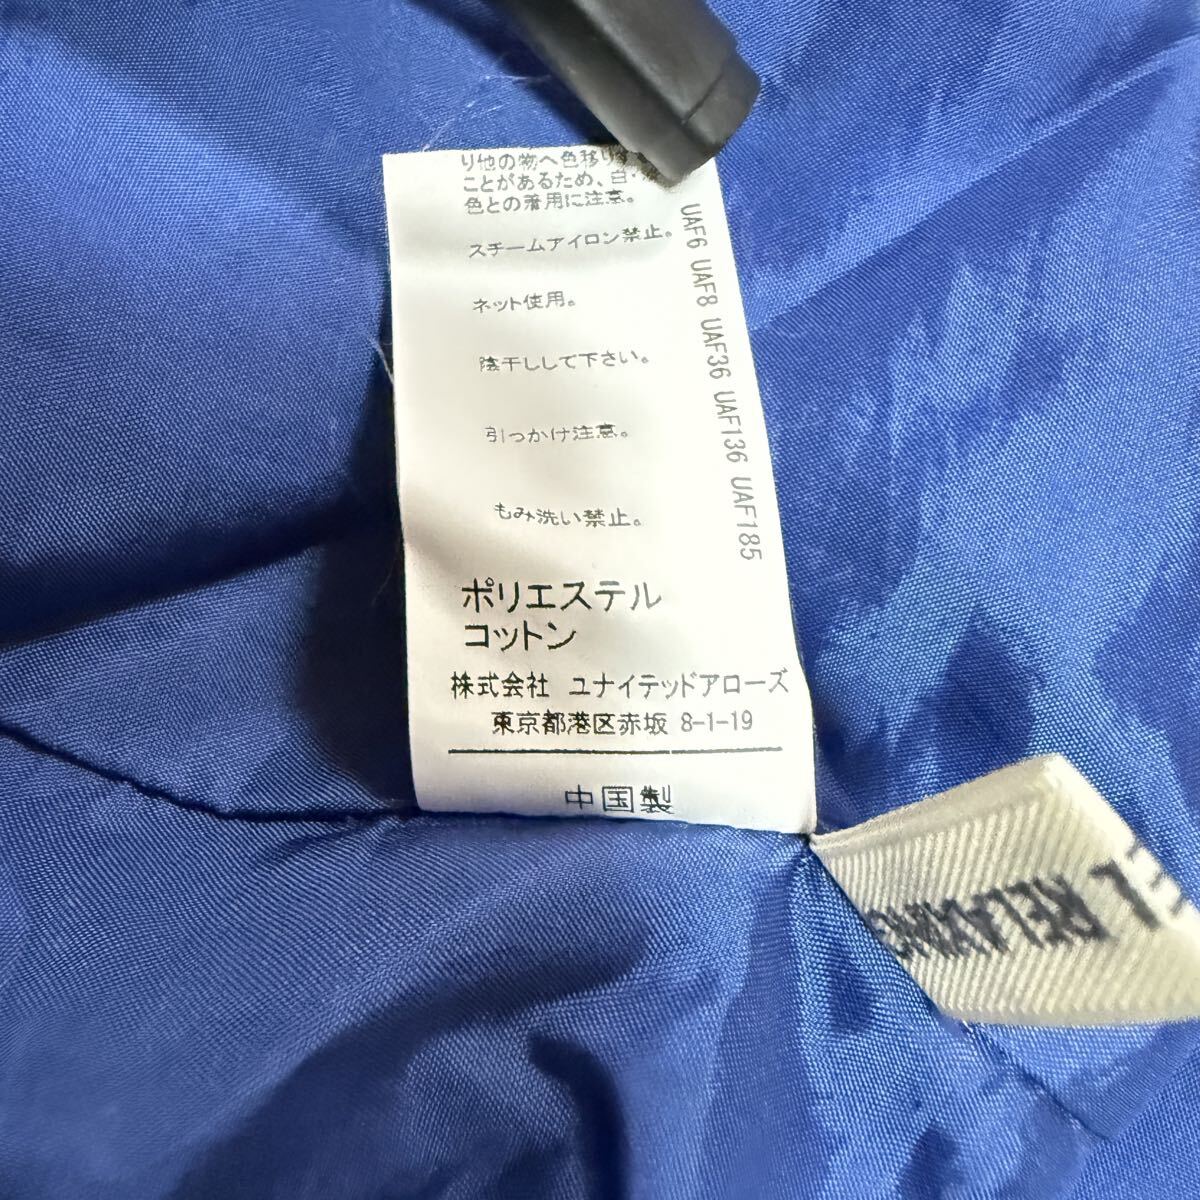 り他の物へ色移りす
ことがあるため、白・淡
色との着用に注意。
スチームアイロン禁止。
ネット使用。
陰干しして下さい。
引っかけ注意。
もみ洗い禁止。
ポリエステル
コットン
株式会社 ユナイテッドアローズ
東京都港区赤坂 8-1-19
中国製
UAF6 UAF8 UAF36 UAF136 UAF185
EL RELAXING